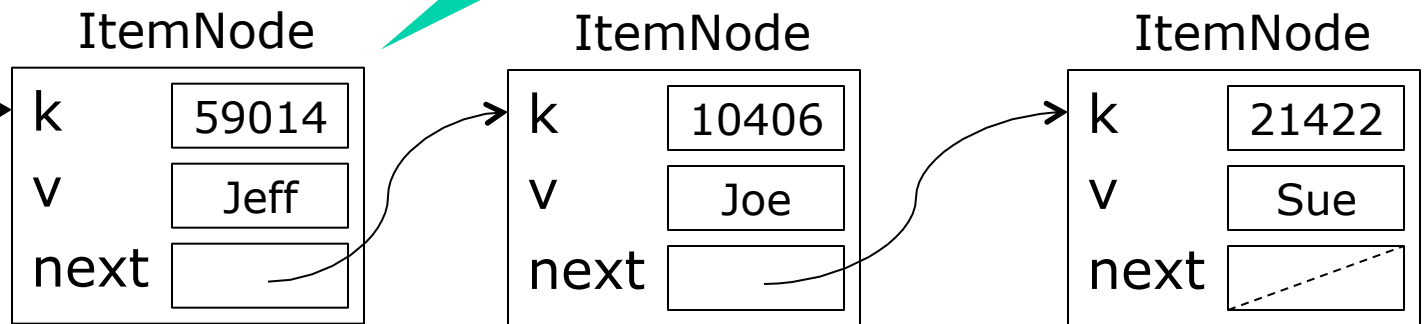 ItemNode ItemNode ItemNode
k 59014 k 10406 k 21422
v Jeff v Joe v Sue
next next next